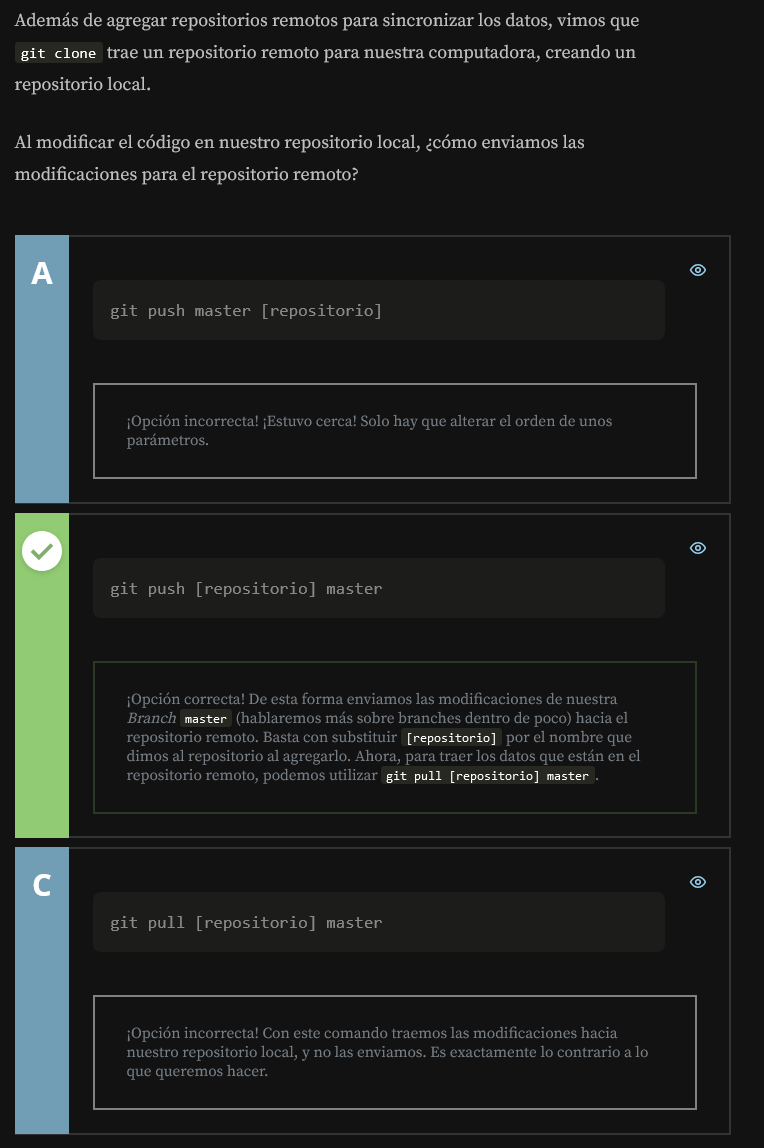 Además de agregar repositorios remotos para sincronizar los datos, vimos que
git clone trae un repositorio remoto para nuestra computadora, creando un
repositorio local.
Al modificar el código en nuestro repositorio local, ¿cómo enviamos las
modificaciones para el repositorio remoto?
A
git push master [repositorio]
¡Opción incorrecta! ¡Estuvo cerca! Solo hay que alterar el orden de unos
parámetros.
git push [repositorio] master
¡Opción correcta! De esta forma enviamos las modificaciones de nuestra
Branch master (hablaremos más sobre branches dentro de poco) hacia el
repositorio remoto. Basta con substituir [repositorio] por el nombre que
dimos al repositorio al agregarlo. Ahora, para traer los datos que están en el
repositorio remoto, podemos utilizar git pull [repositorio] master.
C
git pull [repositorio] master
¡Opción incorrecta! Con este comando traemos las modificaciones hacia
nuestro repositorio local, y no las enviamos. Es exactamente lo contrario a lo
que queremos hacer.